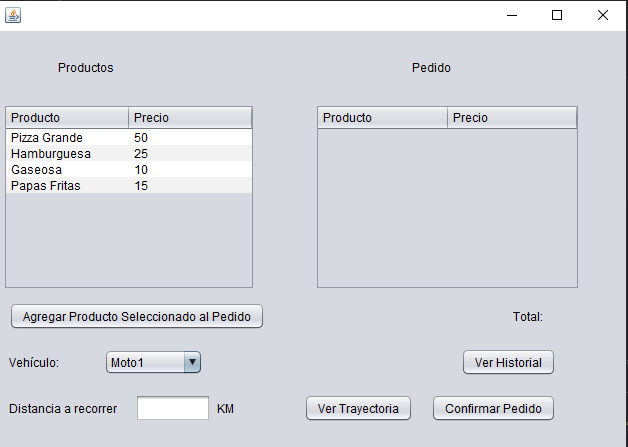 Productos
Pedido
Producto Precio
Pizza Grande 50
Hamburguesa 25
Gaseosa 10
Papas Fritas 15
Producto Precio
Agregar Producto Seleccionado al Pedido
Total:
Vehículo: Moto1
Ver Historial
Distancia a recorrer KM
Ver Trayectoria
Confirmar Pedido